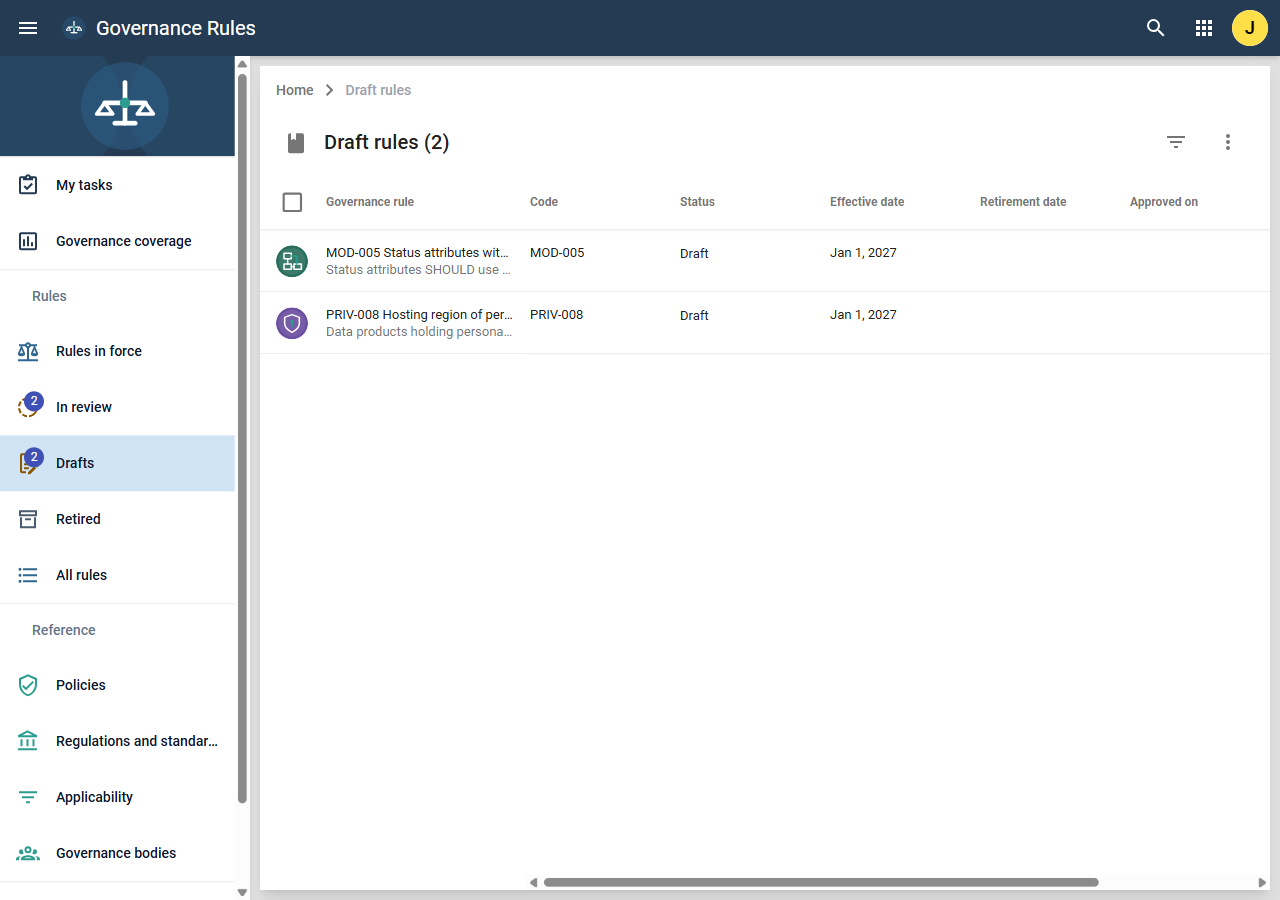 Governance Rules
J
My tasks
Governance coverage
Rules
Rules in force
2
In review
2
Drafts
Retired
All rules
Reference
Policies
Regulations and standar...
Applicability
Governance bodies
Home
Draft rules
Draft rules (2)
Governance rule
Code
Status
Effective date
Retirement date
Approved on
MOD-005 Status attributes wit...
Status attributes SHOULD use ...
MOD-005
Draft
Jan 1, 2027
PRIV-008 Hosting region of per...
Data products holding persona...
PRIV-008
Draft
Jan 1, 2027